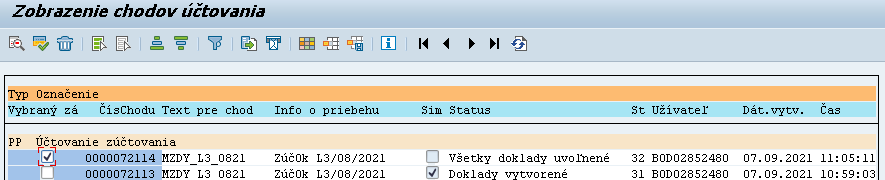 Zobrazenie chodov účtovania
Typ Označenie
Vybraný zá ČísChodu Text pre chod Info o priebehu Sim Status St Užívateľ Dát.vytv. Čas
PP Účtovanie zúčtovania
0000072114 MZDY_L3_0821 Zúč0k L3/08/2021 Všetky doklady uvoľnené 32 BOD02852480 07.09.2021 11:05:11
0000072113 MZDY_L3_0821 Zúč0k L3/08/2021 Doklady vytvorené 31 BOD02852480 07.09.2021 10:59:03